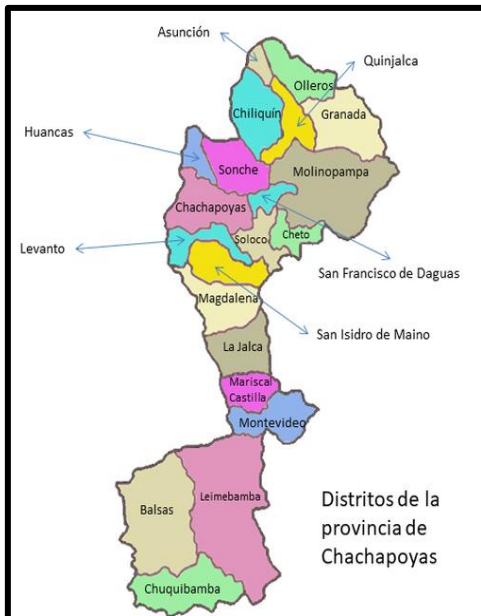 Asunción
Quinjalca
Olleros
Chiliquín
Granada
Huancas
Sonche
Molinopampa
Chachapoyas
Levanto
Soloco
Cheto
San Francisco de Daguas
Magdalena
San Isidro de Maino
La Jalca
Mariscal
Castilla
Montevideo
Leimebamba
Balsas
Distritos de la
provincia de
Chachapoyas
Chuquibamba